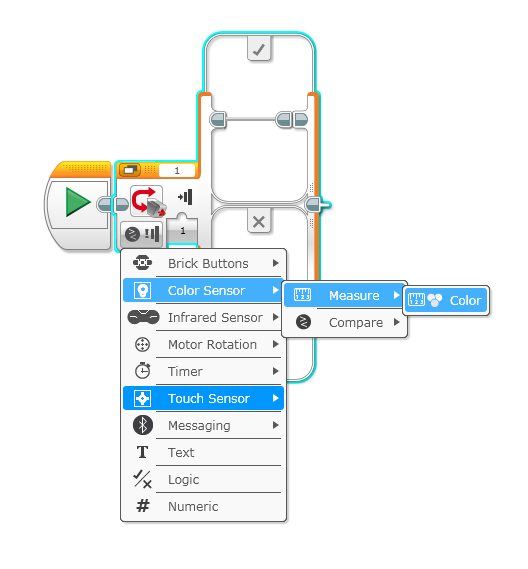 1
1
Brick Buttons
Color Sensor
Measure
Color
Infrared Sensor
Compare
Motor Rotation
Timer
Touch Sensor
Messaging
T Text
Logic
# Numeric